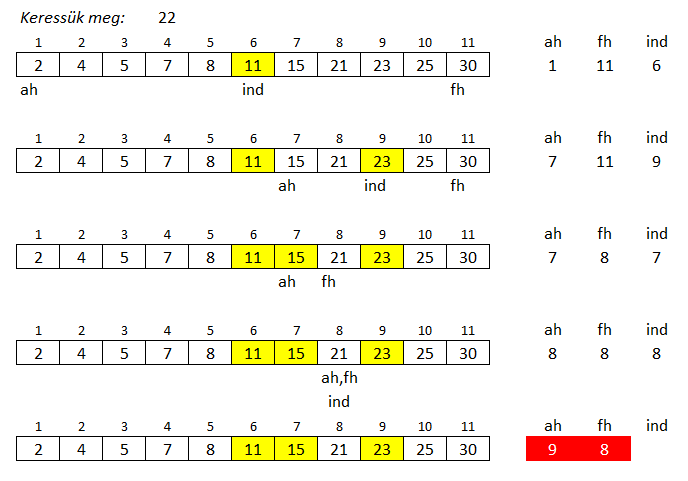 Keressük meg: 22
1 2 3 4 5 6 7 8 9 10 11 ah fh ind
2 4 5 7 8 11 15 21 23 25 30 1 11 6
ah ind fh
1 2 3 4 5 6 7 8 9 10 11 ah fh ind
2 4 5 7 8 11 15 21 23 25 30 7 11 9
ah ind fh
1 2 3 4 5 6 7 8 9 10 11 ah fh ind
2 4 5 7 8 11 15 21 23 25 30 7 8 7
ah fh
1 2 3 4 5 6 7 8 9 10 11 ah fh ind
2 4 5 7 8 11 15 21 23 25 30 8 8 8
ah,fh
ind
1 2 3 4 5 6 7 8 9 10 11 ah fh ind
2 4 5 7 8 11 15 21 23 25 30 9 8